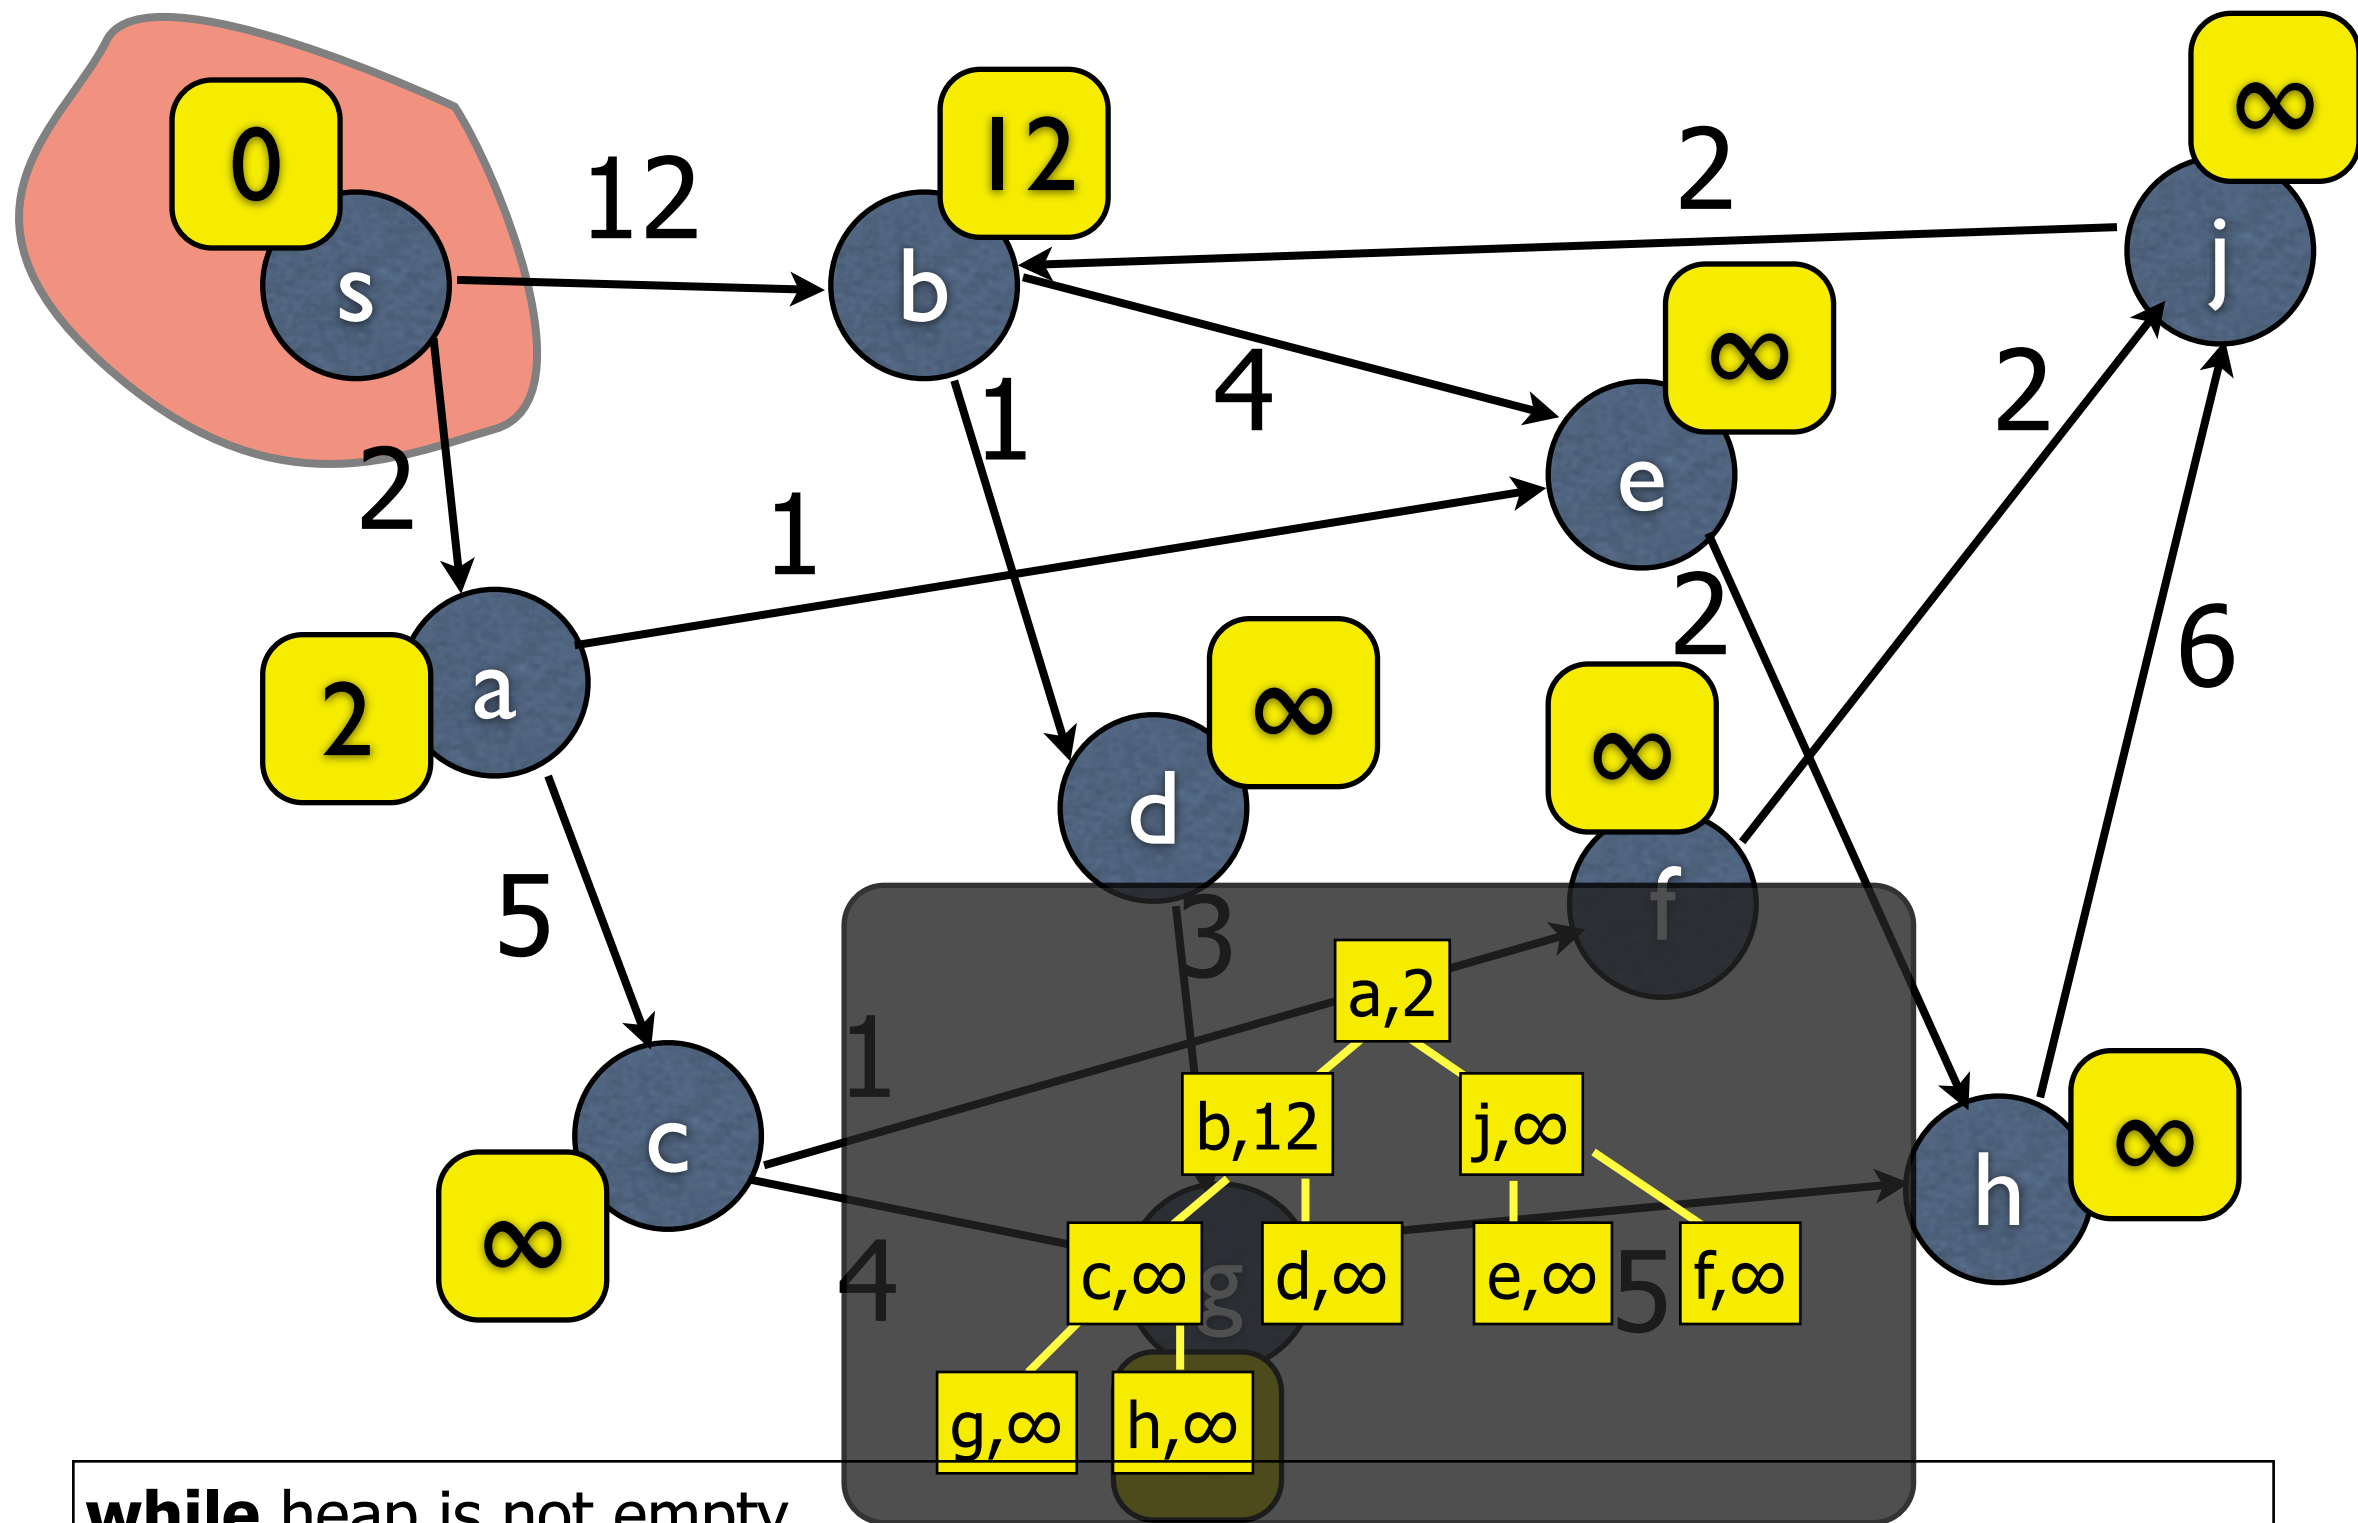 0
12
∞
s
12
b
2
j
∞
4
e
1
2
2
1
2
6
2
a
∞
d
∞
f
5
3
a,2
1
b,12
j,∞
∞
c
h
∞
4
c,∞
g
d,∞
e,∞
5
f,∞
g,∞
h,∞
while heap is not empty